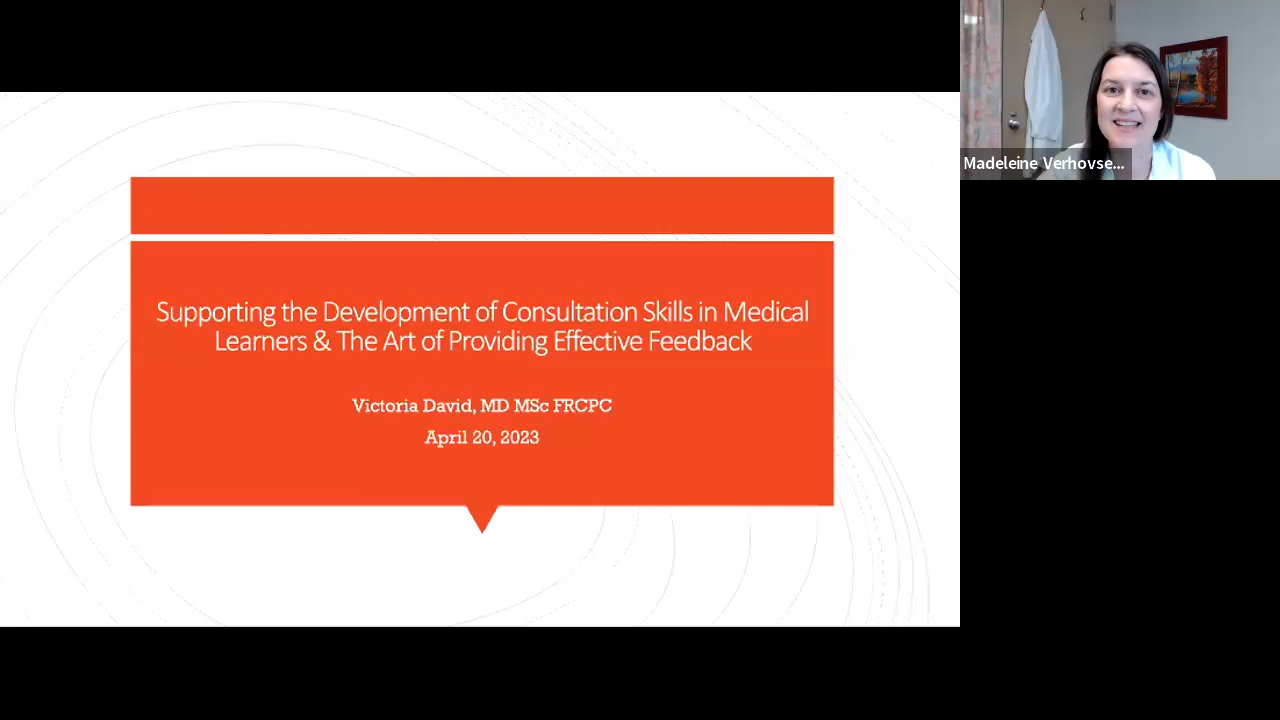 Supporting the Development of Consultation Skills in Medical
Learners & The Art of Providing Effective Feedback
Victoria David, MD MSc FRCPC
April 20, 2023
Madeleine Verhovse...